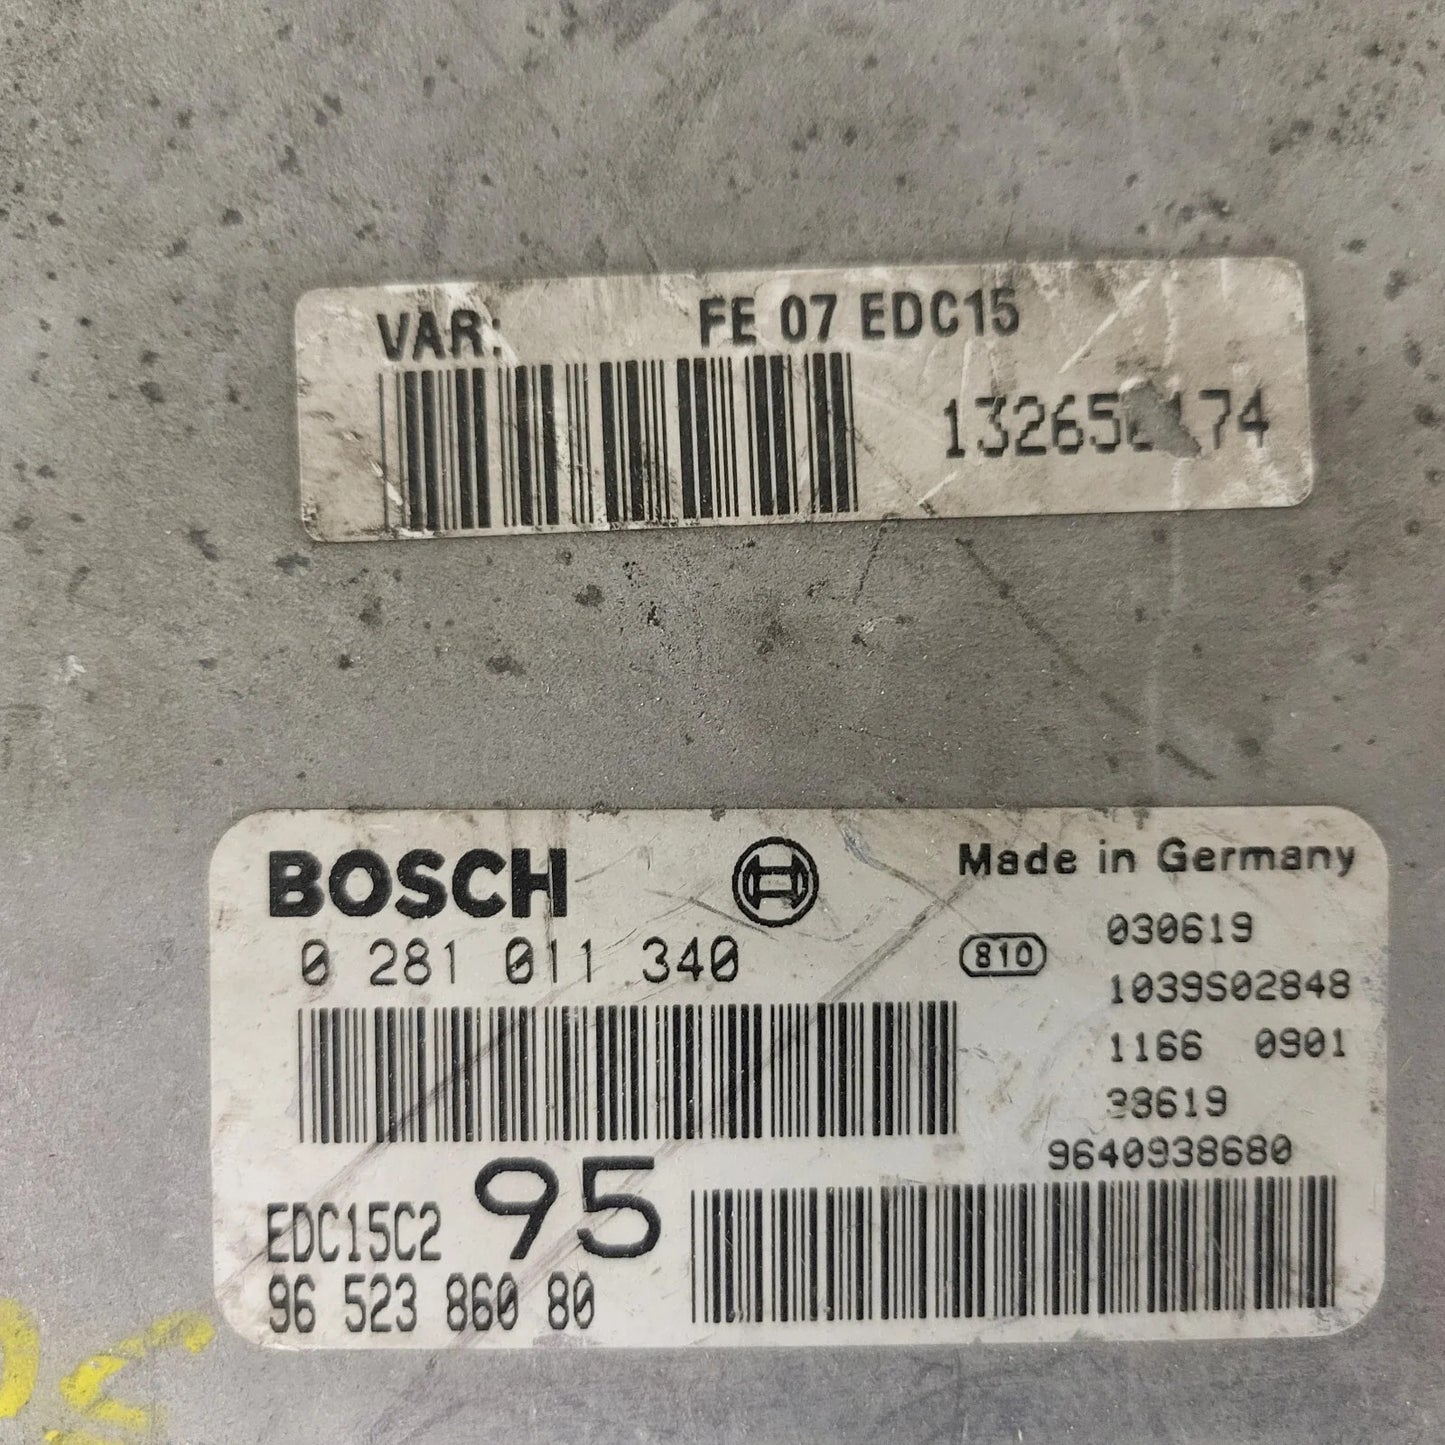 VAR: FE 07 EDC15
BOSCH Made in Germany
0 281 011 340 810 030619
1039S02848
1166 0901
38619
9640938680
EDC15C2 95
96 523 860 80